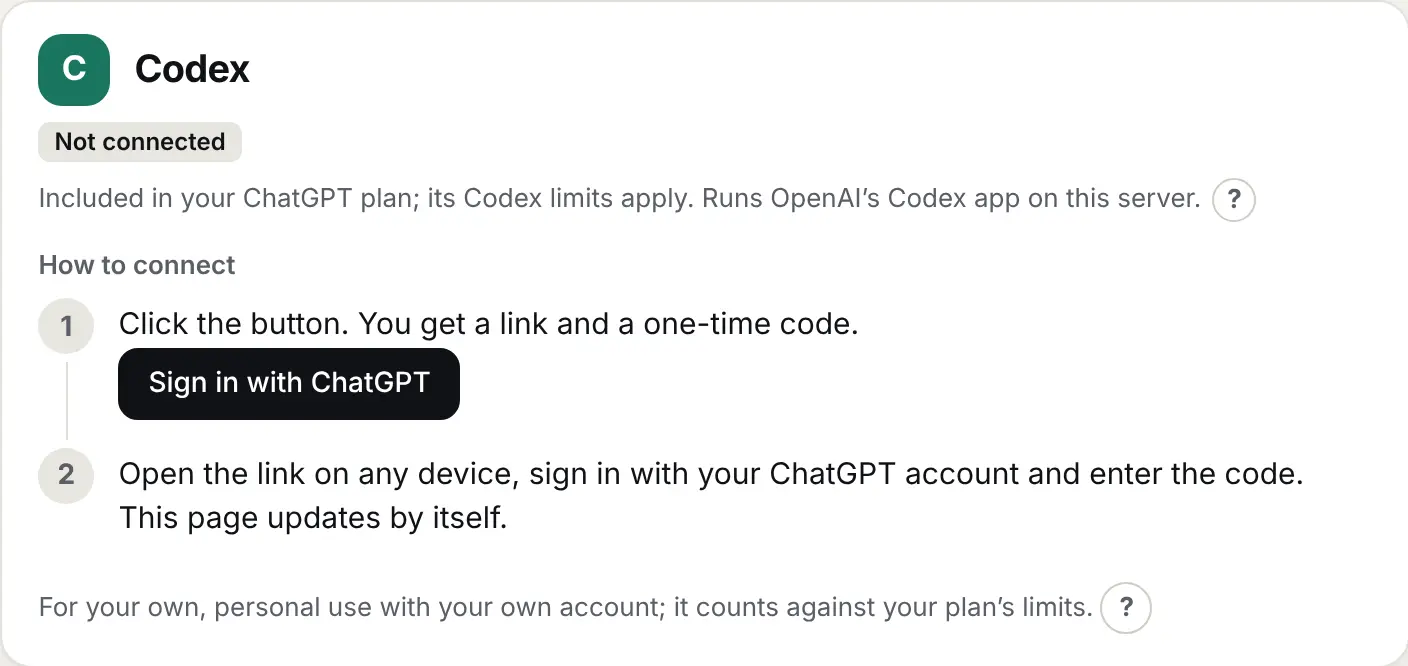 C
Codex
Not connected
Included in your ChatGPT plan; its Codex limits apply. Runs OpenAI’s Codex app on this server. ?
How to connect
1
Click the button. You get a link and a one-time code.
Sign in with ChatGPT
2
Open the link on any device, sign in with your ChatGPT account and enter the code.
This page updates by itself.
For your own, personal use with your own account; it counts against your plan’s limits. ?